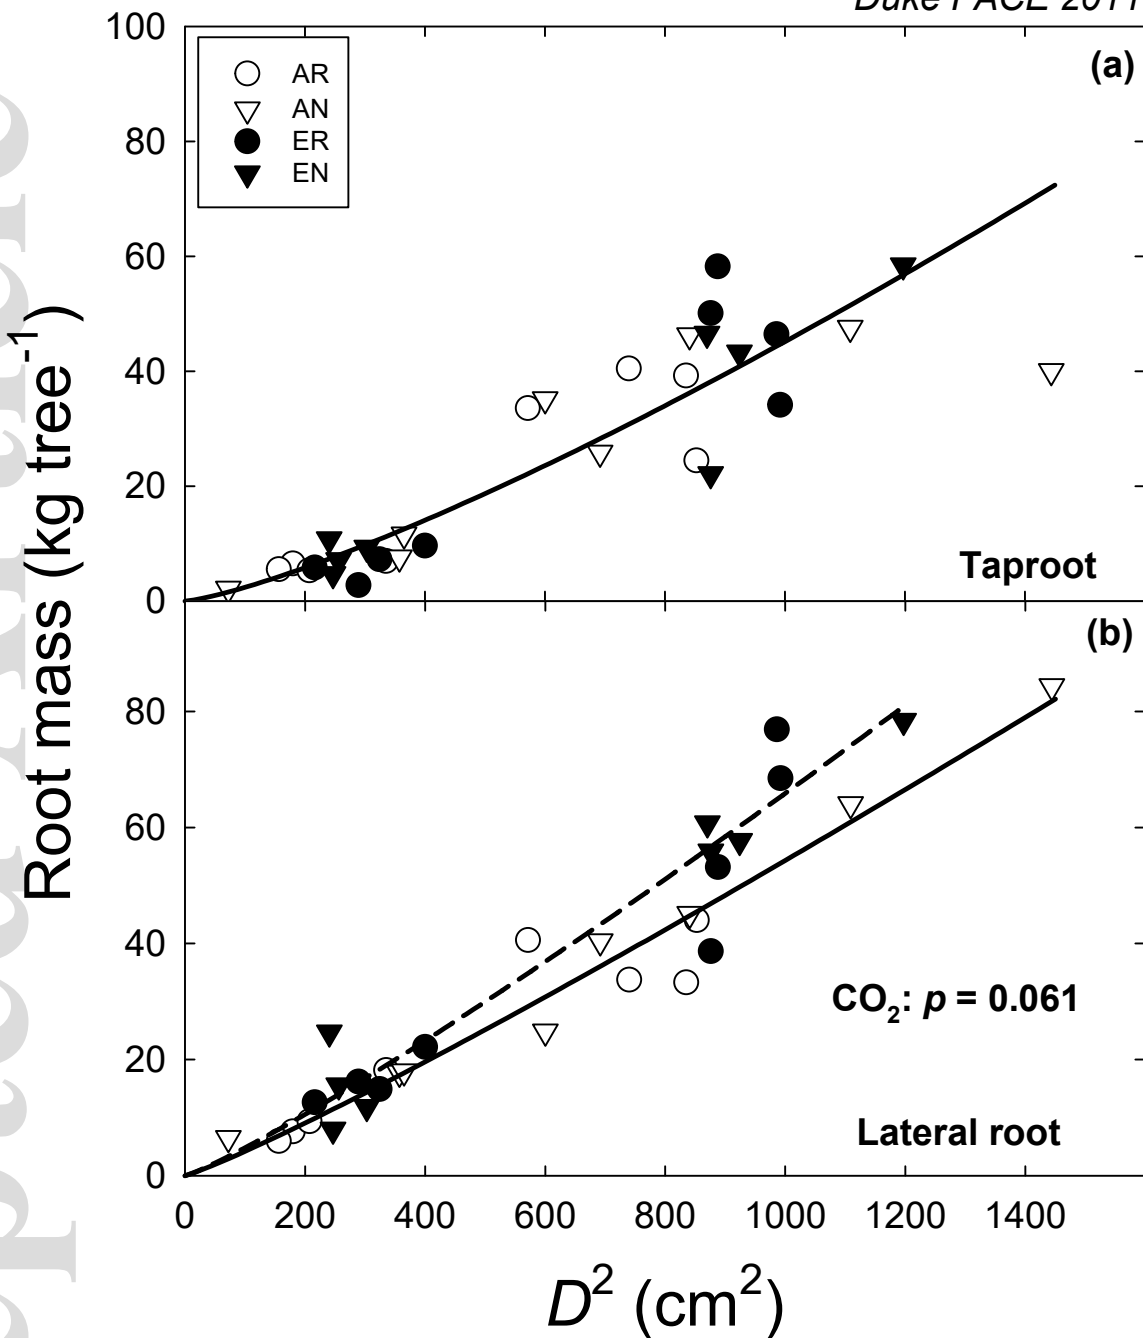 Duke FACE 2011
100
(a)
AR
AN
ER
EN
80
60
40
20
0
Taproot
Root mass (kg tree⁻¹)
(b)
80
60
40
20
0
CO₂: p = 0.061
Lateral root
0 200 400 600 800 1000 1200 1400
D² (cm²)